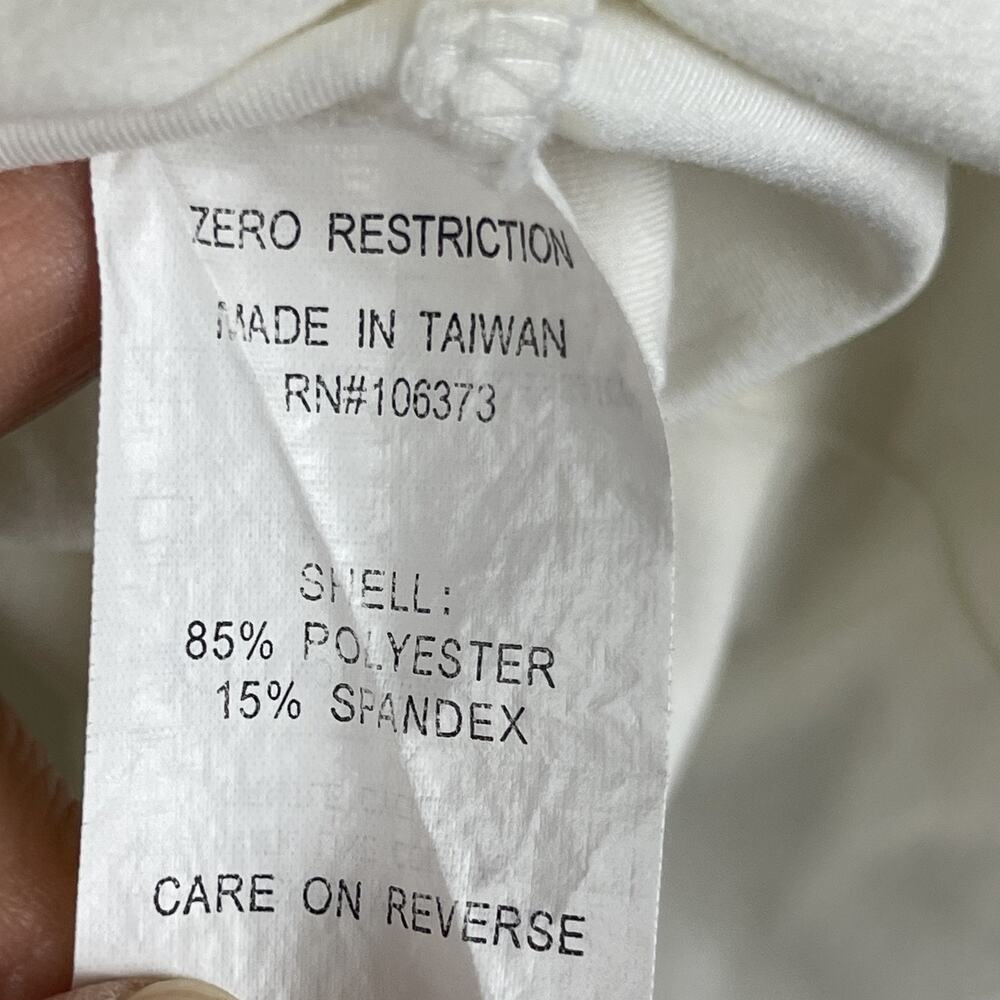 ZERO RESTRICTION
MADE IN TAIWAN
RN#106373
SHELL:
85% POLYESTER
15% SPANDEX
CARE ON REVERSE